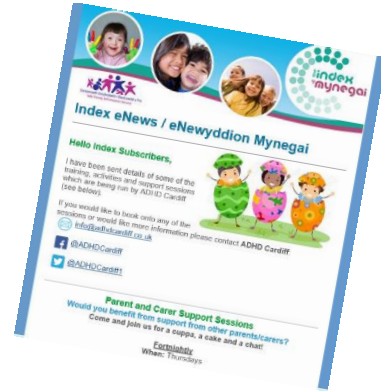 the index
mynegai
Index eNews / eNewyddion Mynegai
Hello Index Subscribers,
I have been sent details of some of the
training, activities and support sessions
which are being run by ADHD Cardiff
(see below).
If you would like to book onto any of the
sessions or would like more information please contact ADHD Cardiff
info@adhdcardiff.co.uk
@ADHDCardiff
@ADHDCardiff1
Parent and Carer Support Sessions
Would you benefit from support from other parents/carers?
Come and join us for a cuppa, a cake and a chat!
Fortnightly
When: Thursdays